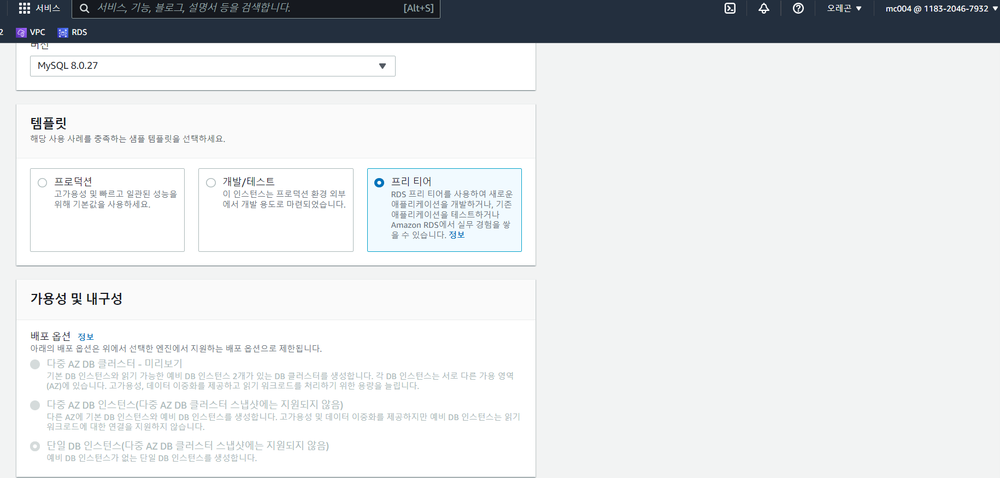 서비스
서비스, 기능, 블로그, 설명서 등을 검색합니다.
[Alt+S]
오레곤 ▼
mc004 @ 1183-2046-7932 ▼
2
VPC
RDS
버전
MySQL 8.0.27
템플릿
해당 사용 사례를 충족하는 샘플 템플릿을 선택하세요.
프로덕션
고가용성 및 빠르고 일관된 성능을
위해 기본값을 사용하세요.
개발/테스트
이 인스턴스는 프로덕션 환경 외부
에서 개발 용도로 마련되었습니다.
프리 티어
RDS 프리 티어를 사용하여 새로운
애플리케이션을 개발하거나, 기존
애플리케이션을 테스트하거나
Amazon RDS에서 실무 경험을 쌓
을 수 있습니다. 정보
가용성 및 내구성
배포 옵션 정보
아래의 배포 옵션은 위에서 선택한 엔진에서 지원하는 배포 옵션으로 제한됩니다.
다중 AZ DB 클러스터 - 미리보기
기본 DB 인스턴스와 읽기 가능한 예비 DB 인스턴스 2개가 있는 DB 클러스터를 생성합니다. 각 DB 인스턴스는 서로 다른 가용 영역
(AZ)에 있습니다. 고가용성, 데이터 이중화를 제공하고 읽기 워크로드를 처리하기 위한 용량을 늘립니다.
다중 AZ DB 인스턴스(다중 AZ DB 클러스터 스냅샷에는 지원되지 않음)
다른 AZ에 기본 DB 인스턴스와 예비 DB 인스턴스를 생성합니다. 고가용성 및 데이터 이중화를 제공하지만 예비 DB 인스턴스는 읽기
워크로드에 대한 연결을 지원하지 않습니다.
단일 DB 인스턴스(다중 AZ DB 클러스터 스냅샷에는 지원되지 않음)
예비 DB 인스턴스가 없는 단일 DB 인스턴스를 생성합니다.